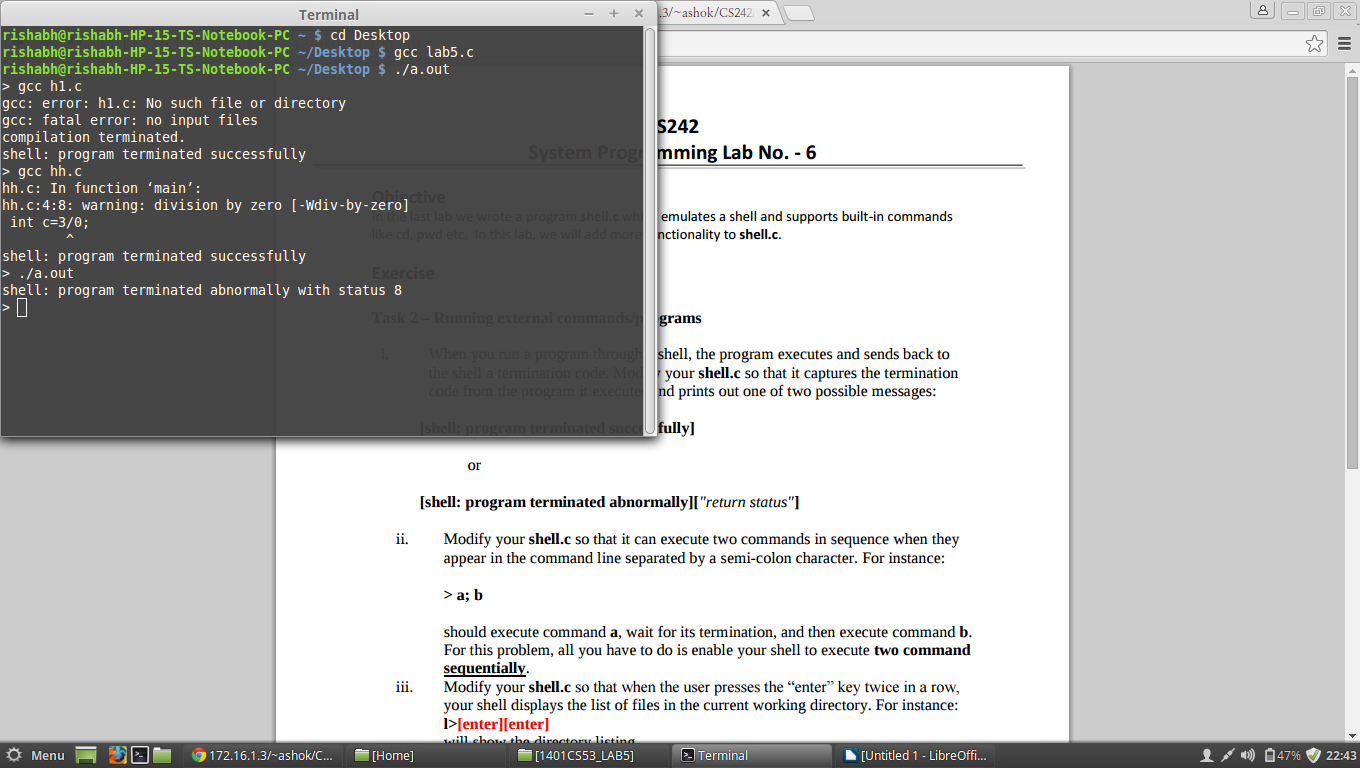 Terminal
.3/~ashok/CS242
rishabh@rishabh-HP-15-TS-Notebook-PC ~ $ cd Desktop
rishabh@rishabh-HP-15-TS-Notebook-PC ~/Desktop $ gcc lab5.c
rishabh@rishabh-HP-15-TS-Notebook-PC ~/Desktop $ ./a.out
> gcc h1.c
gcc: error: h1.c: No such file or directory
gcc: fatal error: no input files
compilation terminated.
shell: program terminated successfully
> gcc hh.c
hh.c: In function ‘main’:
hh.c:4:8: warning: division by zero [-Wdiv-by-zero]
int c=3/0;
^
shell: program terminated successfully
> ./a.out
shell: program terminated abnormally with status 8
>
S242
System Programming Lab No. - 6
Objective
In the last lab we wrote a program shell.c emulates a shell and supports built-in commands
like cd, pwd etc. In this lab, we will add more nctionality to shell.c.
Exercise
Task 2 – Running external commands/programs
i. When you run a program through shell, the program executes and sends back to
the shell a termination code. Modify your shell.c so that it captures the termination
code from the program it executes and prints out one of two possible messages:
[shell: program terminated successfully]
or
[shell: program terminated abnormally]["return status"]
ii. Modify your shell.c so that it can execute two commands in sequence when they
appear in the command line separated by a semi-colon character. For instance:
> a; b
should execute command a, wait for its termination, and then execute command b.
For this problem, all you have to do is enable your shell to execute two command
sequentially.
iii. Modify your shell.c so that when the user presses the “enter” key twice in a row,
your shell displays the list of files in the current working directory. For instance:
l>[enter][enter]
will show the directory listing
Menu
172.16.1.3/~ashok/C...
[Home]
[1401CS53_LAB5]
Terminal
[Untitled 1 - LibreOffi...
47%
22:43